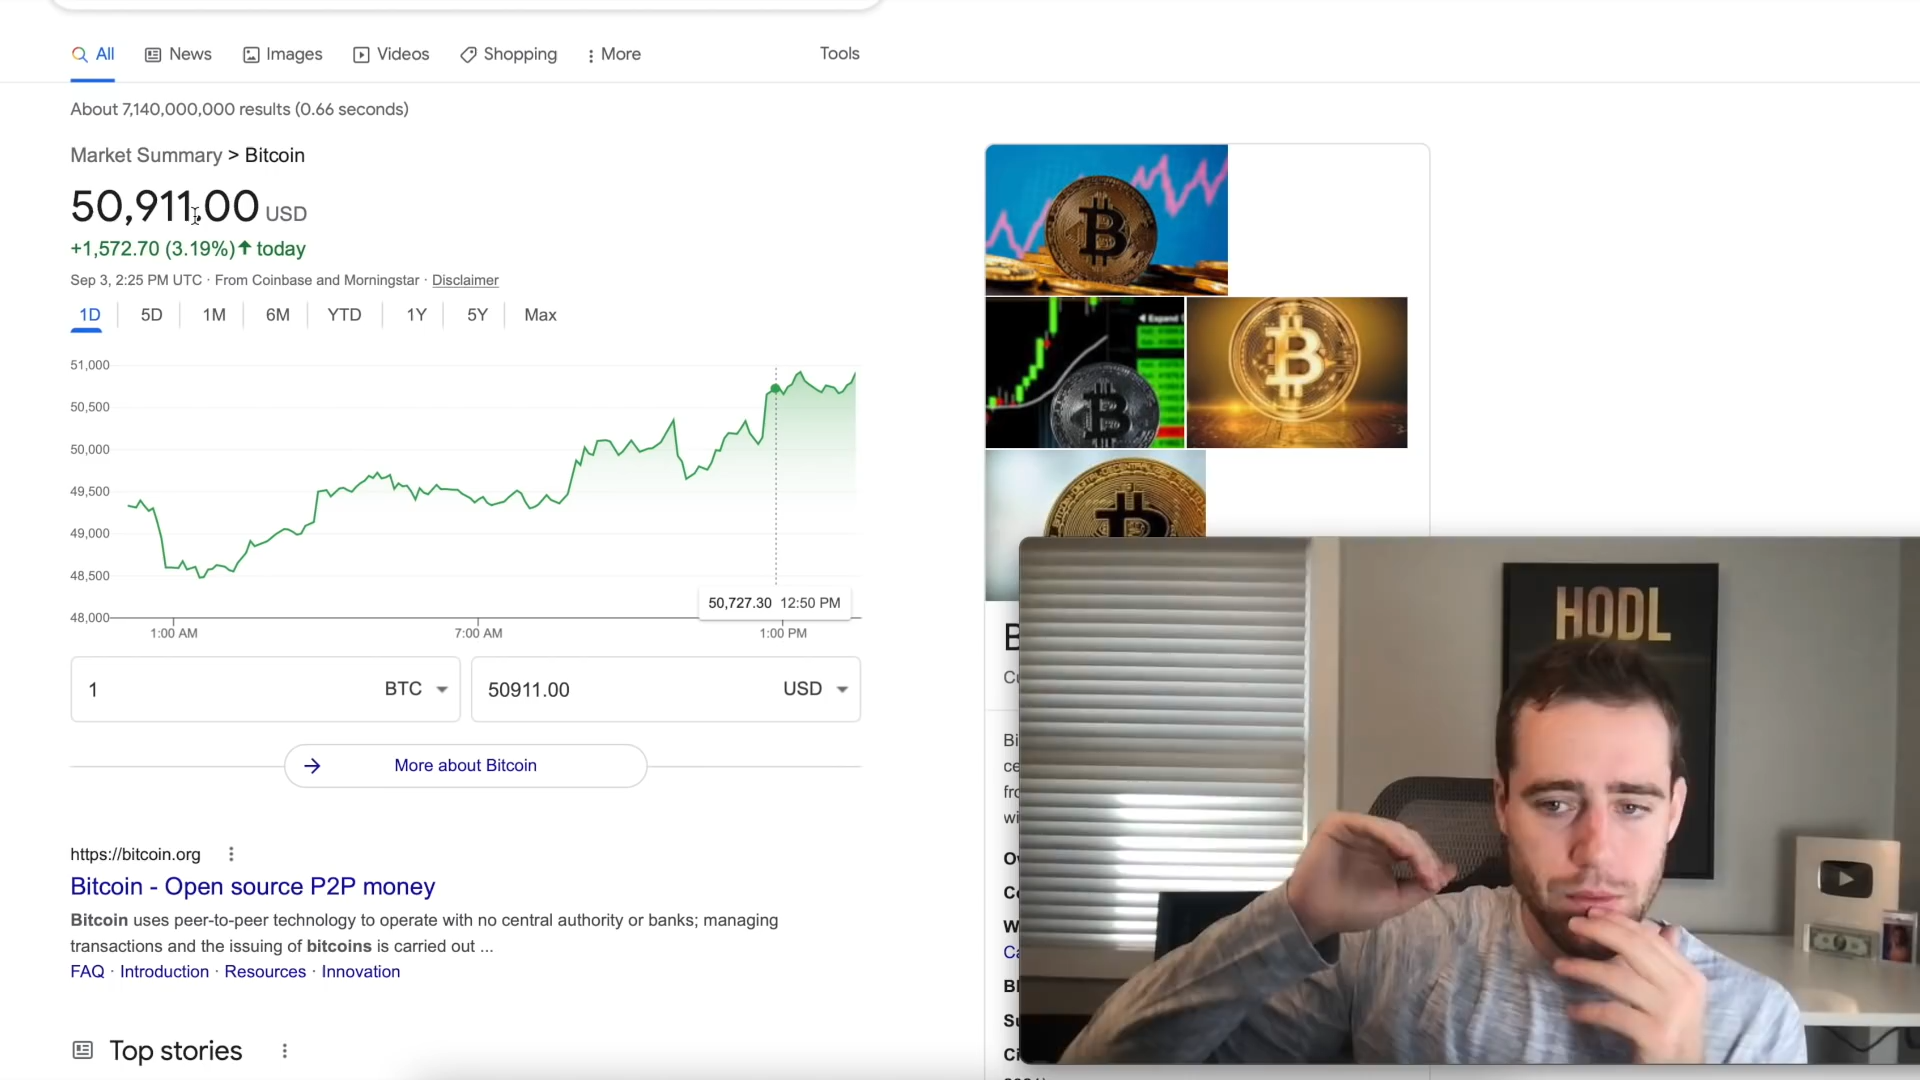 All
News
Images
Videos
Shopping
More
Tools
About 7,140,000,000 results (0.66 seconds)
Market Summary > Bitcoin
50,911.00 USD
+1,572.70 (3.19%) today
Sep 3, 2:25 PM UTC · From Coinbase and Morningstar · Disclaimer
1D
5D
1M
6M
YTD
1Y
5Y
Max
51,000
50,500
50,000
49,500
49,000
48,500
48,000
50,727.30 12:50 PM
1:00 AM
7:00 AM
1:00 PM
1
BTC
50911.00
USD
More about Bitcoin
https://bitcoin.org
Bitcoin - Open source P2P money
Bitcoin uses peer-to-peer technology to operate with no central authority or banks; managing
transactions and the issuing of bitcoins is carried out ...
FAQ · Introduction · Resources · Innovation
Top stories
Expand
HODL